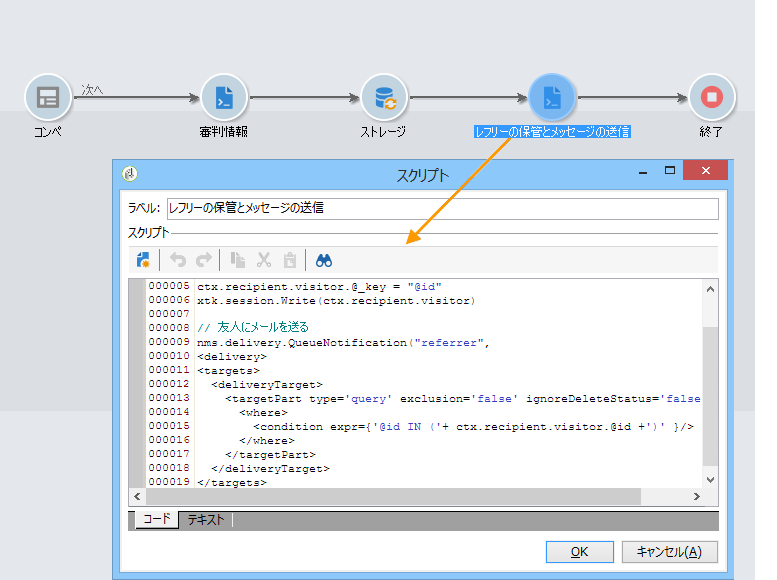 次へ
コンペ
審判情報
ストレージ
レフリーの保管とメッセージの送信
終了
スクリプト
ラベル: レフリーの保管とメッセージの送信
スクリプト
000005 ctx.recipient.visitor.@_key = "@id"
000006 xtk.session.Write(ctx.recipient.visitor)
000007
000008 // 友人にメールを送る
000009 nms.delivery.QueueNotification("referrer",
000010 <delivery>
000011 <targets>
000012   <deliveryTarget>
000013     <targetPart type='query' exclusion='false' ignoreDeleteStatus='false
000014       <where>
000015         <condition expr={'@id IN ('+ ctx.recipient.visitor.@id +')' }/>
000016       </where>
000017     </targetPart>
000018   </deliveryTarget>
000019 </targets>
コード テキスト
OK キャンセル(A)